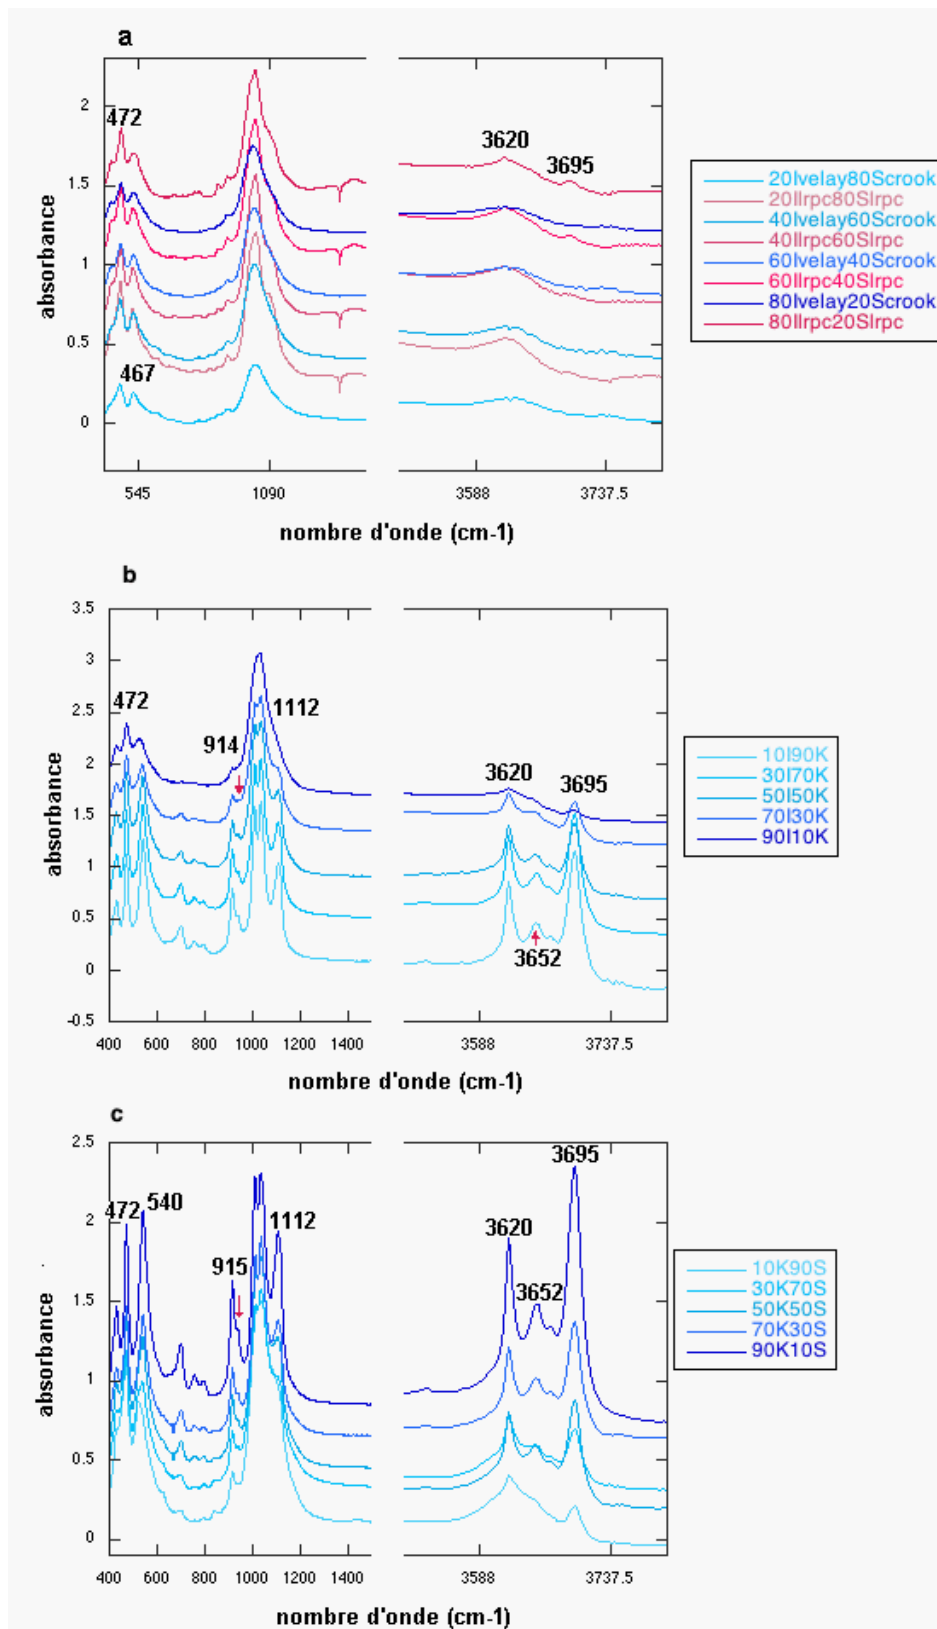 a
472
467
3620
3695
absorbance
2
1.5
1
0.5
0
545
1090
3588
3737.5
nombre d'onde (cm-1)
20Ivelay80Scrook
20Ilrpc80Slrpc
40Ivelay60Scrook
40Ilrpc60Slrpc
60Ivelay40Scrook
60Ilrpc40Slrpc
80Ivelay20Scrook
80Ilrpc20Slrpc
b
472
914
1112
3620
3695
3652
absorbance
3.5
3
2.5
2
1.5
1
0.5
0
-0.5
400 600 800 1000 1200 1400
3588
3737.5
nombre d'onde (cm-1)
10I90K
30I70K
50I50K
70I30K
90I10K
c
472
540
915
1112
3620
3652
3695
absorbance
2.5
2
1.5
1
0.5
0
400 600 800 1000 1200 1400
3588
3737.5
nombre d'onde (cm-1)
10K90S
30K70S
50K50S
70K30S
90K10S